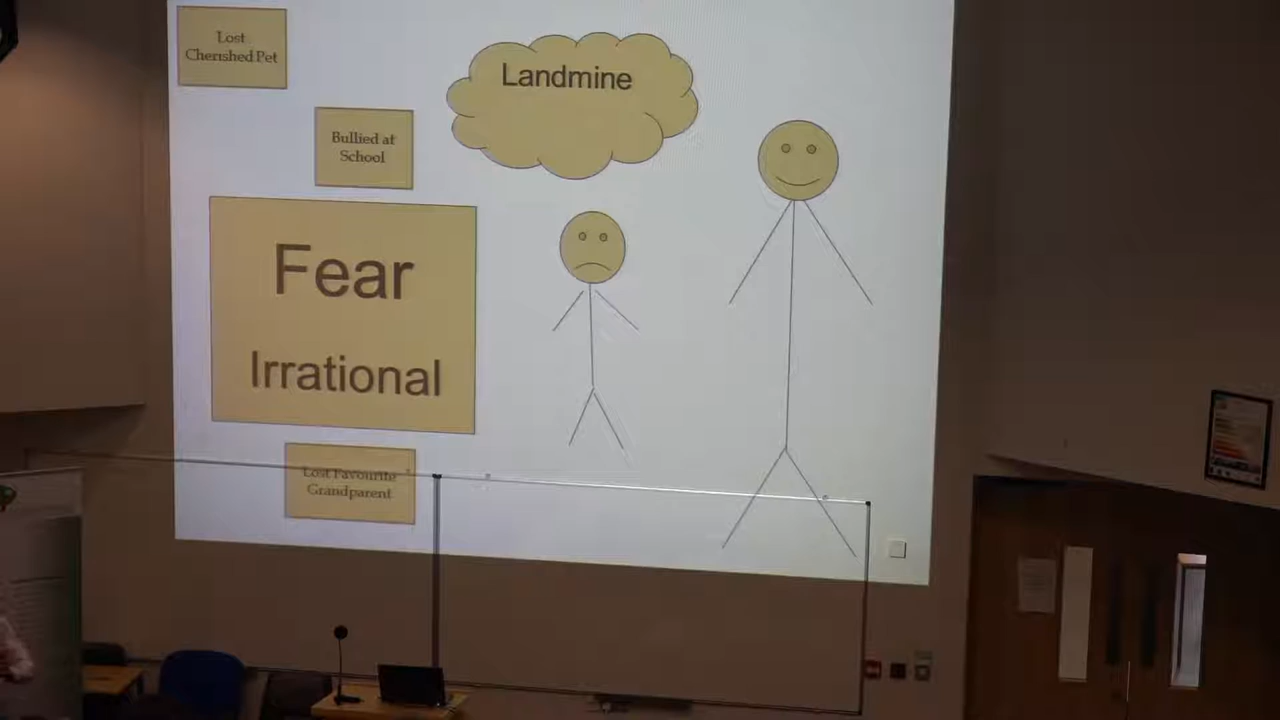 Lost
Cherished Pet
Landmine
Bullied at
School
Fear
Irrational
Lost Favourite
Grandparent